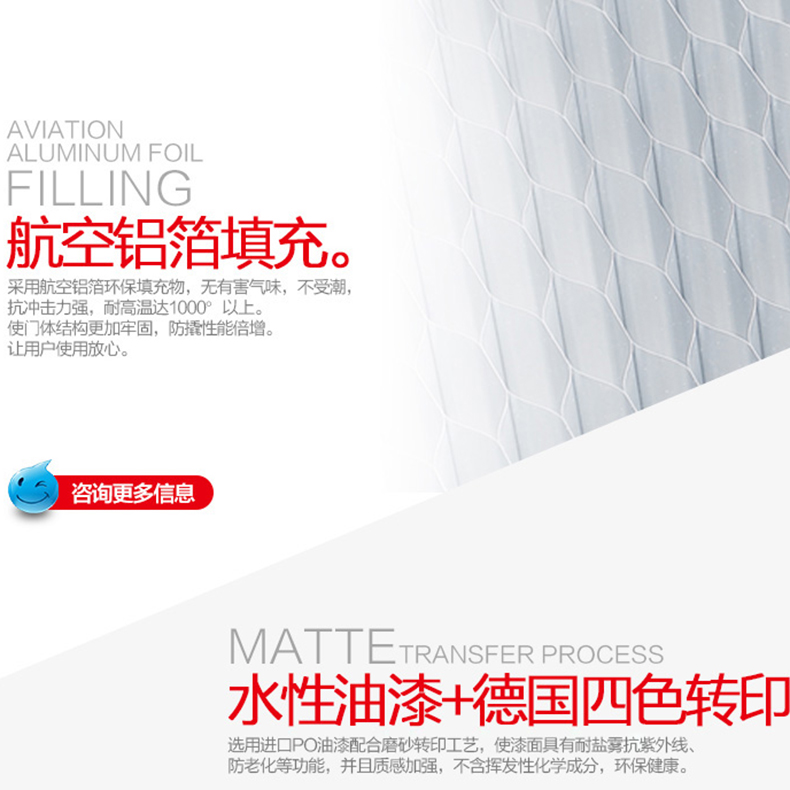 AVIATION
ALUMINUM FOIL
FILLING
航空铝箔填充。
采用航空铝箔环保填充物，无有害气味，不受潮，
抗冲击力强，耐高温达1000°以上。
使门体结构更加牢固，防撬性能倍增。
让用户使用放心。
咨询更多信息
MATTE TRANSFER PROCESS
水性油漆+德国四色转印
选用进口PO油漆配合磨砂转印工艺，使漆面具有耐盐雾抗紫外线、
防老化等功能，并且质感加强，不含挥发性化学成分，环保健康。